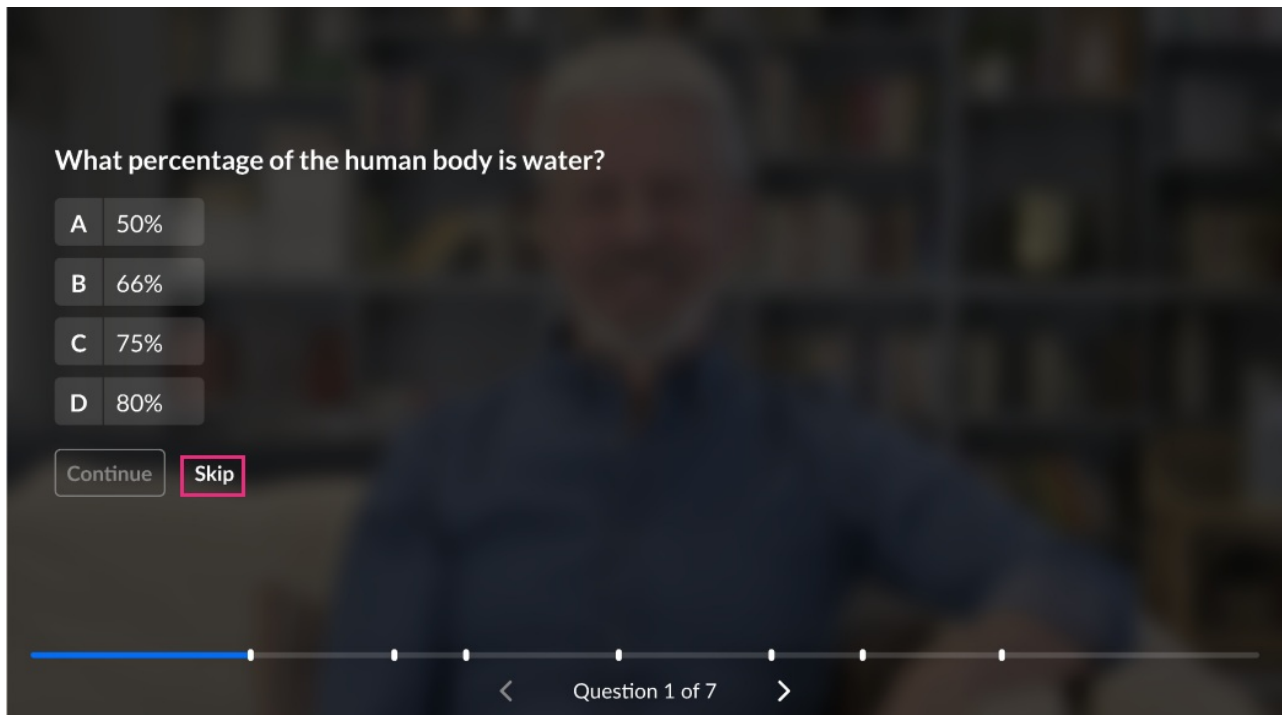 What percentage of the human body is water?
A 50%
B 66%
C 75%
D 80%
Continue Skip
Question 1 of 7